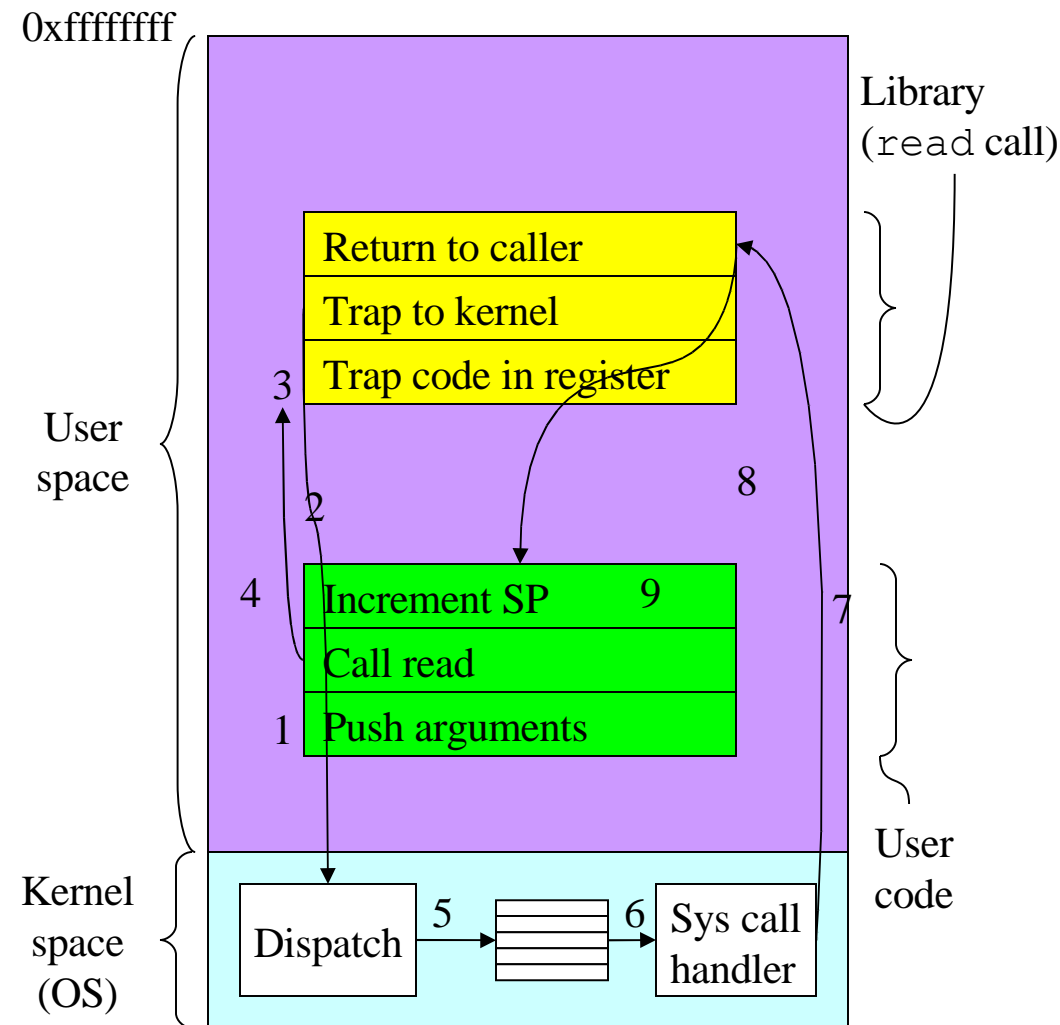 0xffffffff
Library
(read call)
Return to caller
Trap to kernel
Trap code in register
3
User
space
8
2
4
Increment SP
9
7
Call read
1
Push arguments
User
code
Kernel
space
(OS)
Dispatch
5
6
Sys call
handler